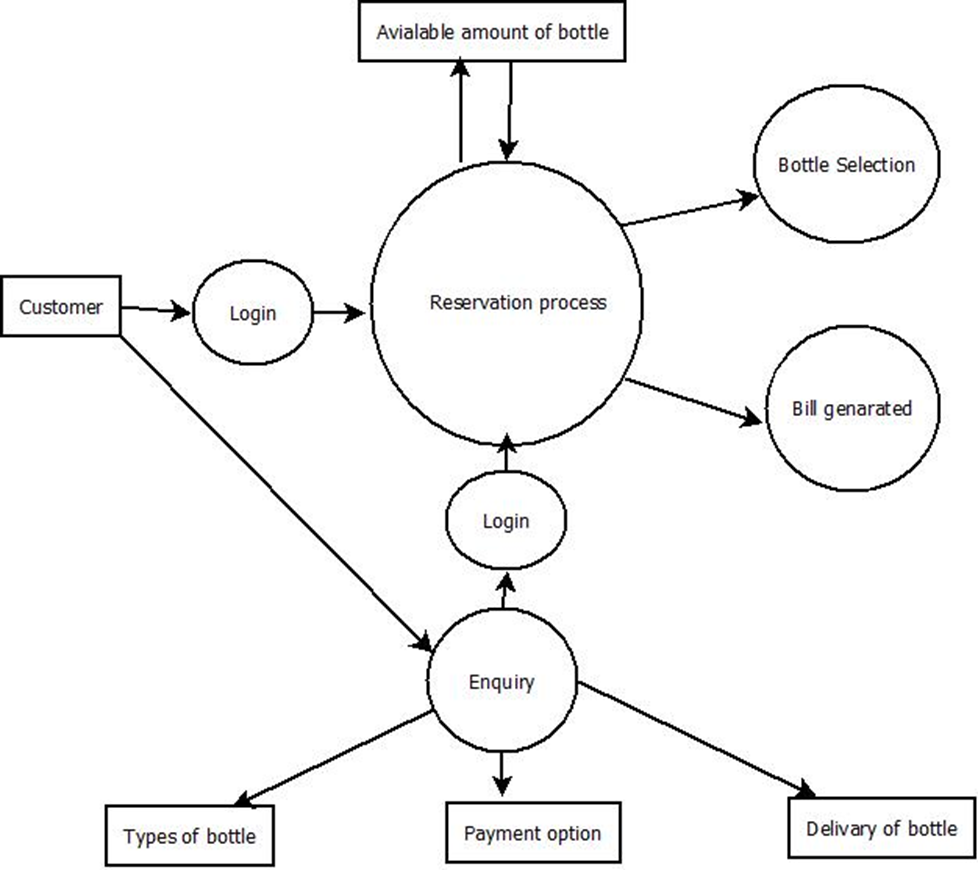 Avialable amount of bottle
Bottle Selection
Customer
Login
Reservation process
Bill genarated
Login
Enquiry
Types of bottle
Payment option
Delivary of bottle